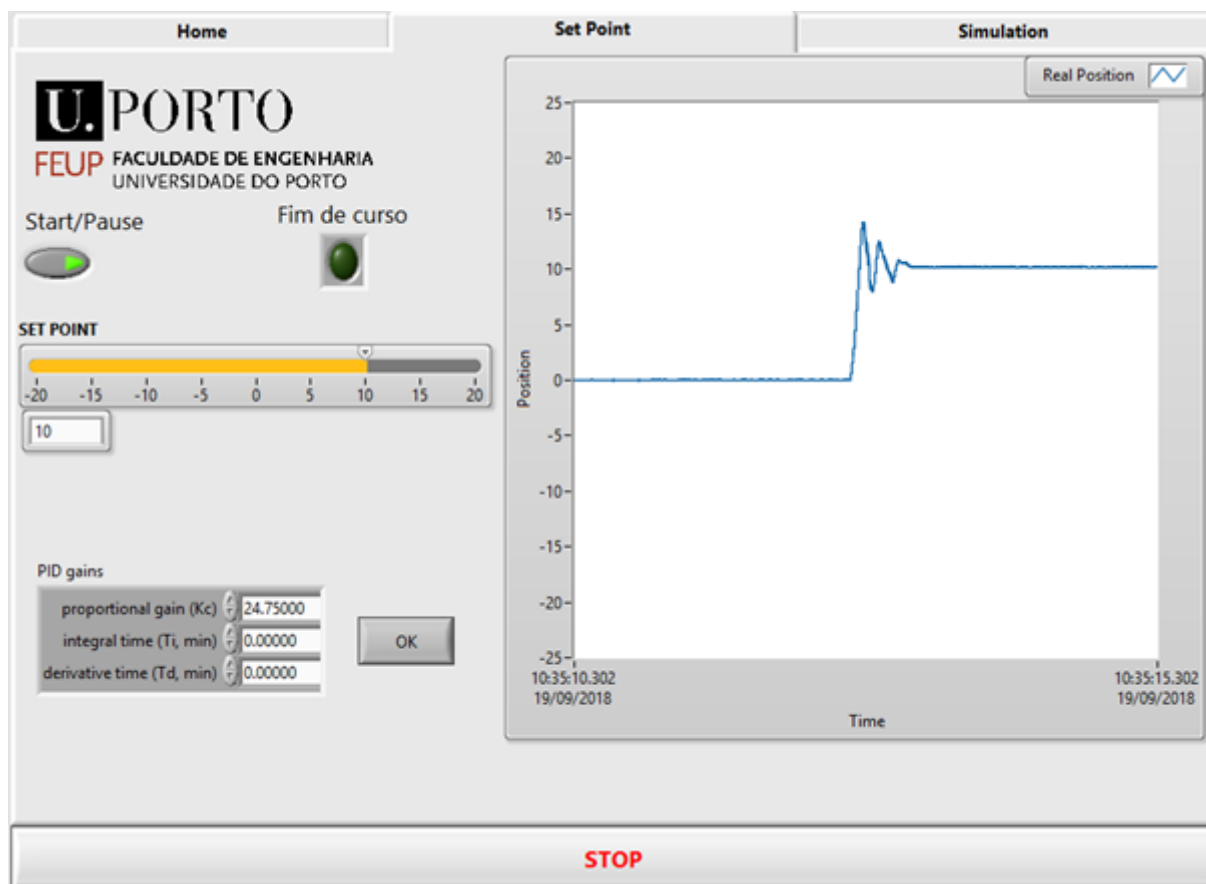 Home
Set Point
Simulation
U. PORTO
FEUP FACULDADE DE ENGENHARIA
UNIVERSIDADE DO PORTO
Start/Pause
Fim de curso
SET POINT
-20 -15 -10 -5 0 5 10 15 20
10
PID gains
proportional gain (Kc) 24.75000
integral time (Ti, min) 0.00000
derivative time (Td, min) 0.00000
OK
Real Position
25
20
15
10
5
0
-5
-10
-15
-20
-25
Position
10:35:10.302
19/09/2018
10:35:15.302
19/09/2018
Time
STOP